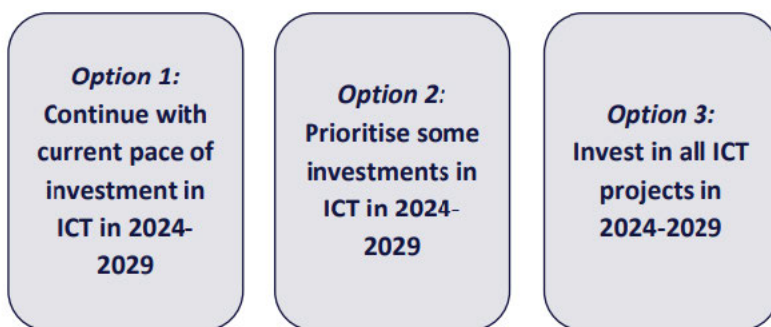 Option 1:
Continue with
current pace of
investment in
ICT in 2024-
2029
Option 2:
Prioritise some
investments in
ICT in 2024-
2029
Option 3:
Invest in all ICT
projects in
2024-2029